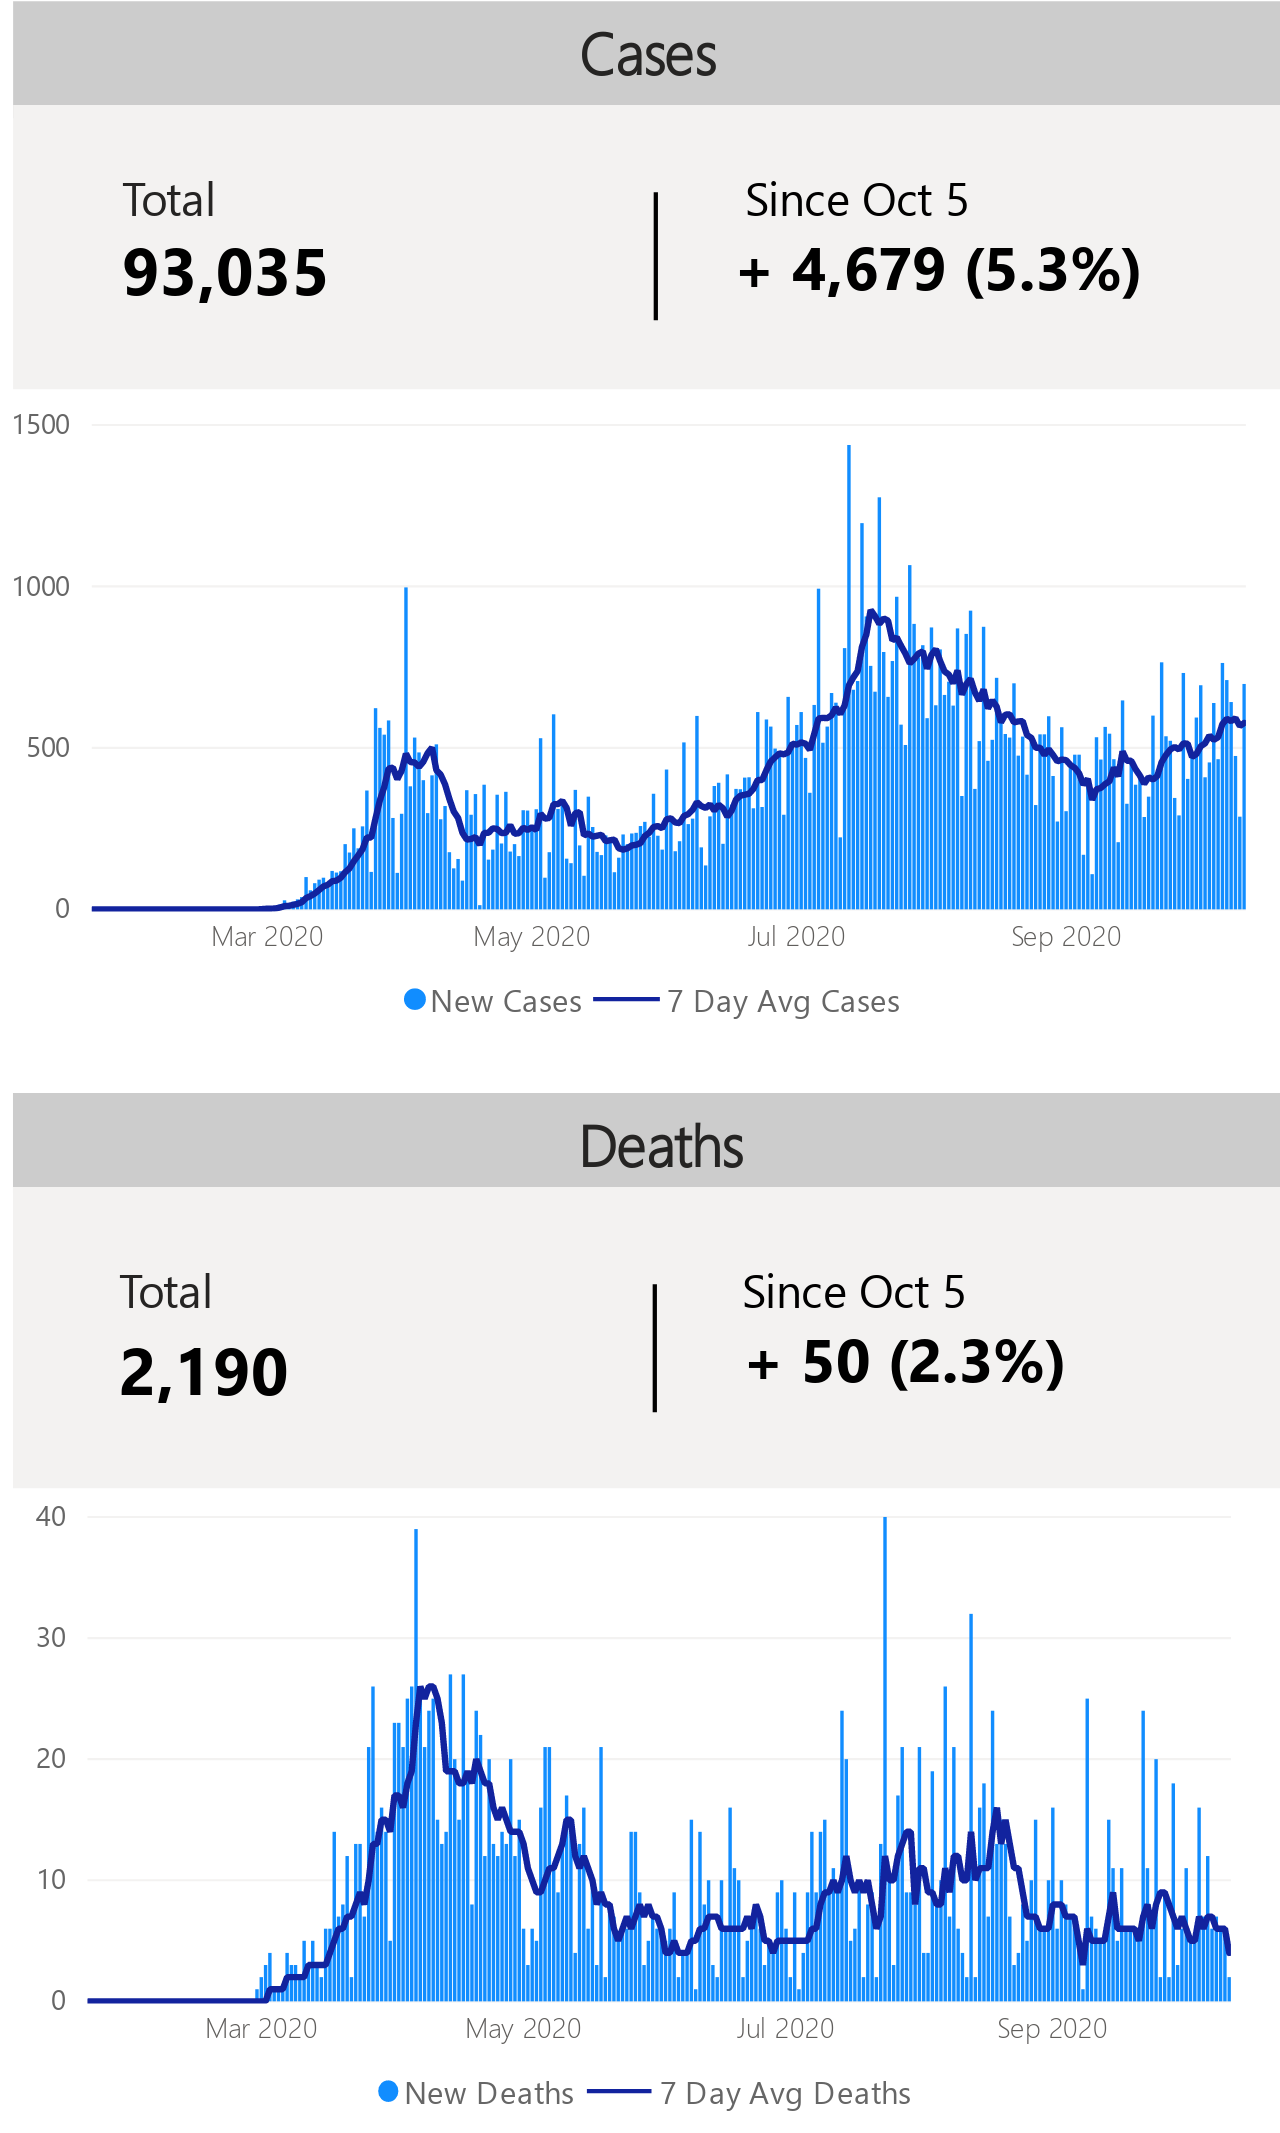 Cases
Total
Since Oct 5
93,035
+ 4,679 (5.3%)
1500
1000
500
0
Mar 2020
May 2020
Jul 2020
Sep 2020
New Cases
7 Day Avg Cases
Deaths
Total
Since Oct 5
2,190
+ 50 (2.3%)
40
30
20
10
0
Mar 2020
May 2020
Jul 2020
Sep 2020
New Deaths
7 Day Avg Deaths